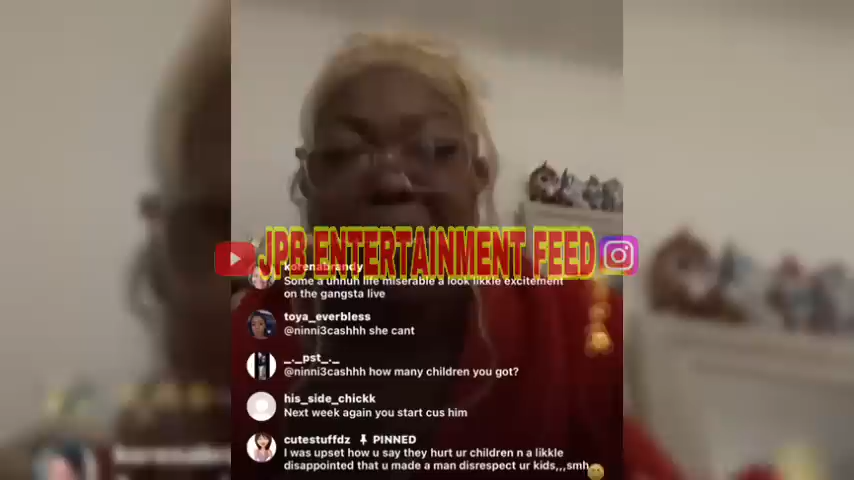 JPB ENTERTAINMENT FEED
korenabrandy
Some a unnuh life miserable a look likkle excitement
on the gangsta live
toya_everbless
@ninni3cashhh she cant
_._pst_._
@ninni3cashhh how many children you got?
his_side_chickk
Next week again you start cus him
cutestuffdz PINNED
I was upset how u say they hurt ur children n a likkle
disappointed that u made a man disrespect ur kids,,,smh